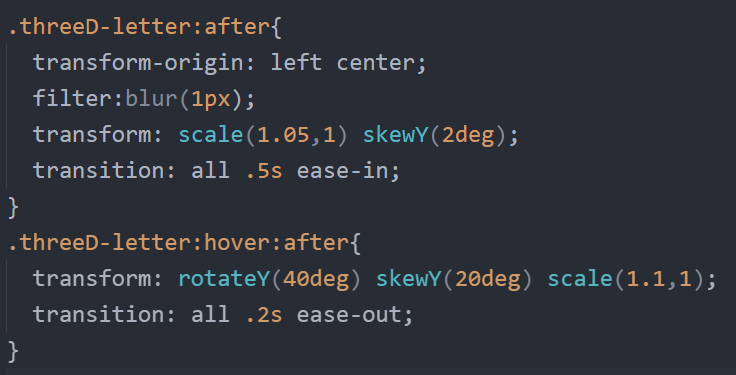 .threeD-letter:after{
transform-origin: left center;
filter:blur(1px);
transform: scale(1.05,1) skewY(2deg);
transition: all .5s ease-in;
}
.threeD-letter:hover:after{
transform: rotateY(40deg) skewY(20deg) scale(1.1,1);
transition: all .2s ease-out;
}